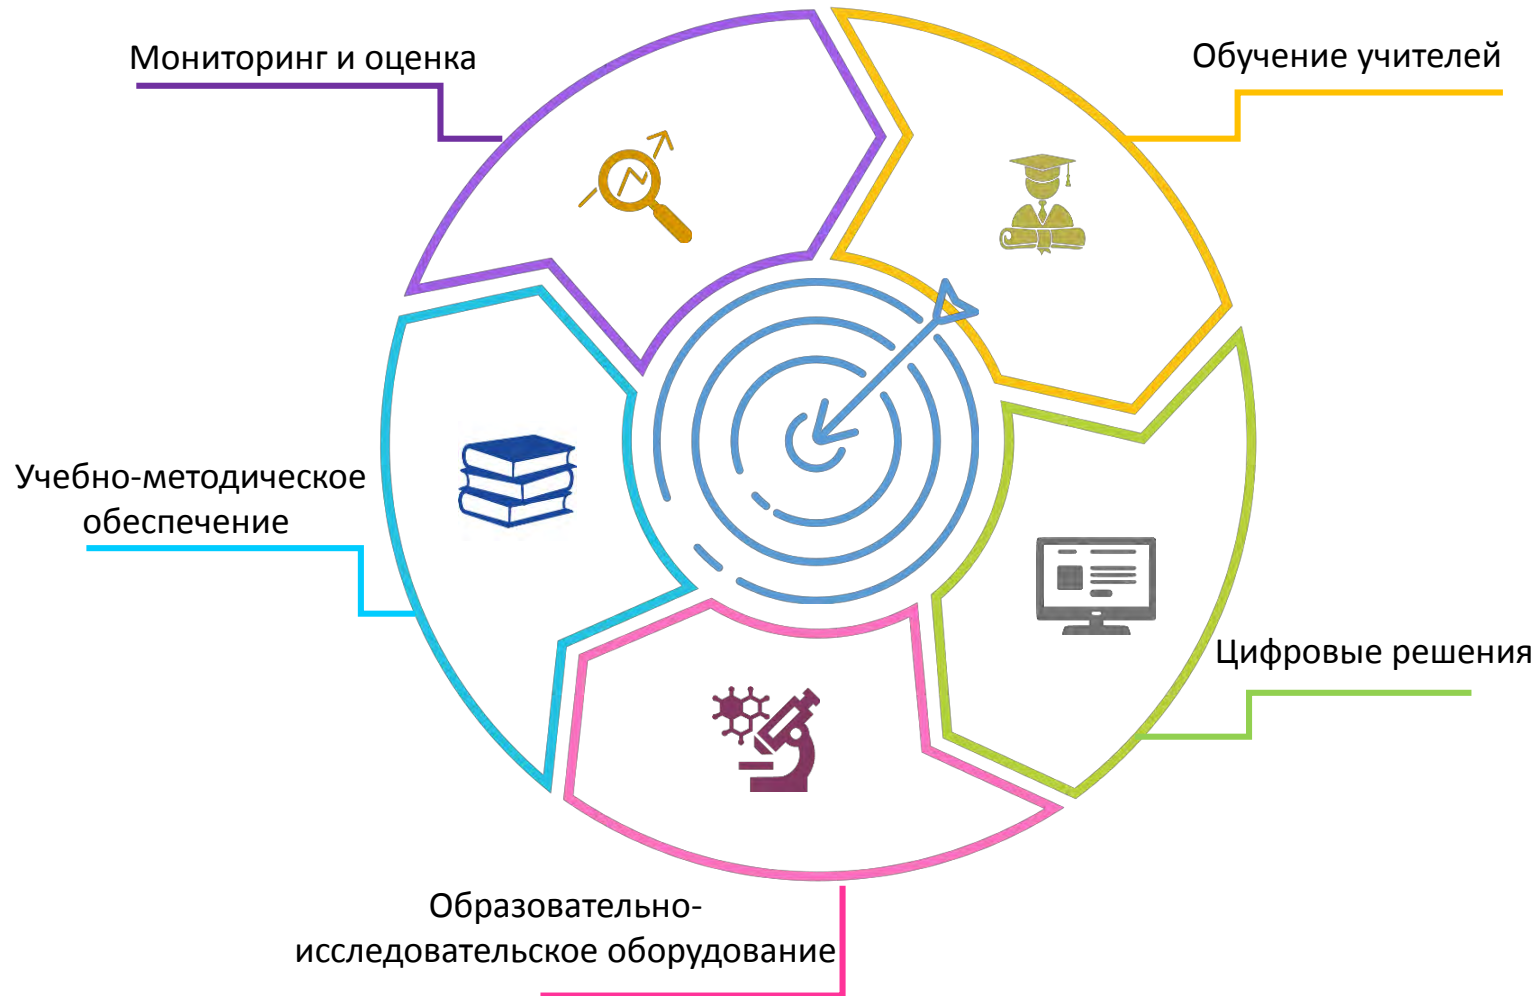 Мониторинг и оценка
Обучение учителей
Учебно-методическое
обеспечение
Цифровые решения
Образовательно-
исследовательское оборудование